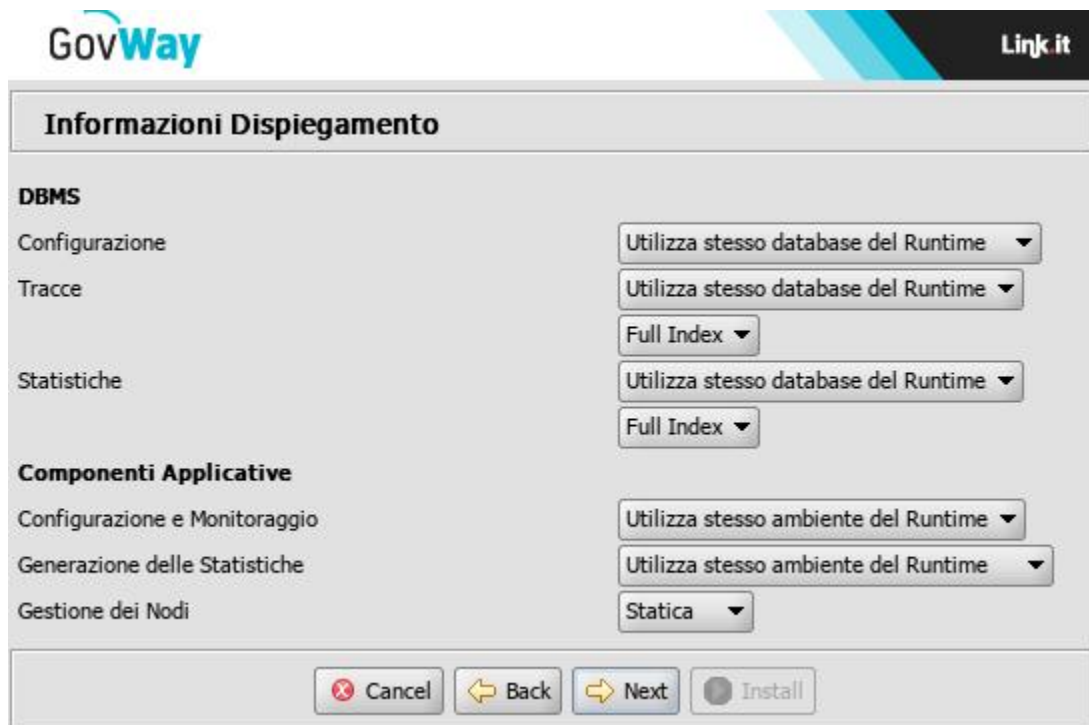 GovWay
Link.it
Informazioni Dispiegamento
DBMS
Configurazione
Utilizza stesso database del Runtime
Tracce
Utilizza stesso database del Runtime
Full Index
Statistiche
Utilizza stesso database del Runtime
Full Index
Componenti Applicative
Configurazione e Monitoraggio
Utilizza stesso ambiente del Runtime
Generazione delle Statistiche
Utilizza stesso ambiente del Runtime
Gestione dei Nodi
Statica
Cancel
Back
Next
Install